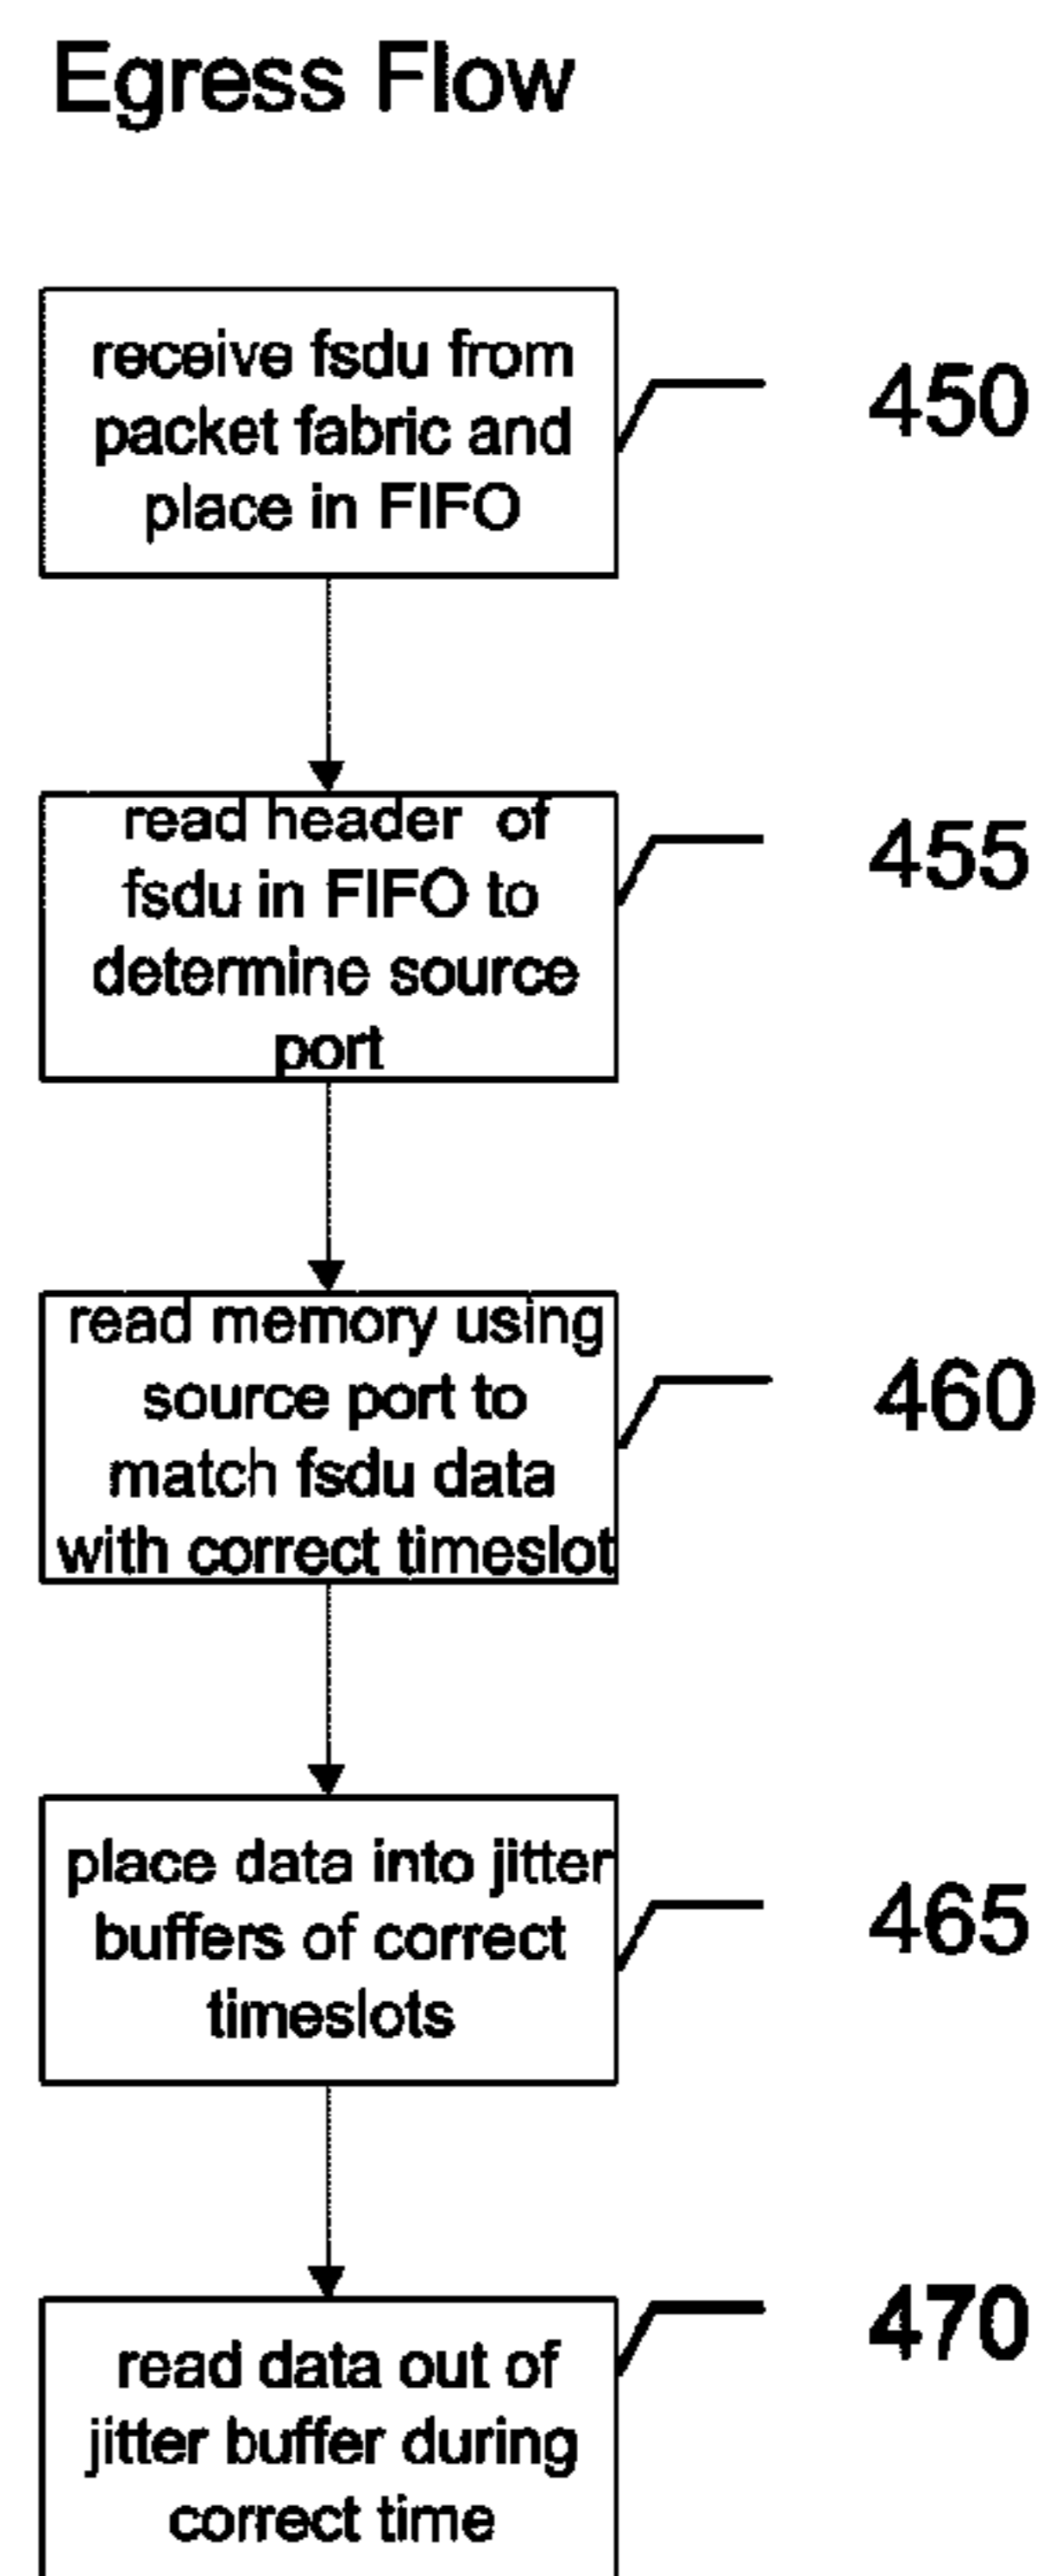 Egress Flow
receive fsdu from
packet fabric and
place in FIFO
450
read header of
fsdu in FIFO to
determine source
port
455
read memory using
source port to
match fsdu data
with correct timeslot
460
place data into jitter
buffers of correct
timeslots
465
read data out of
jitter buffer during
correct time
470